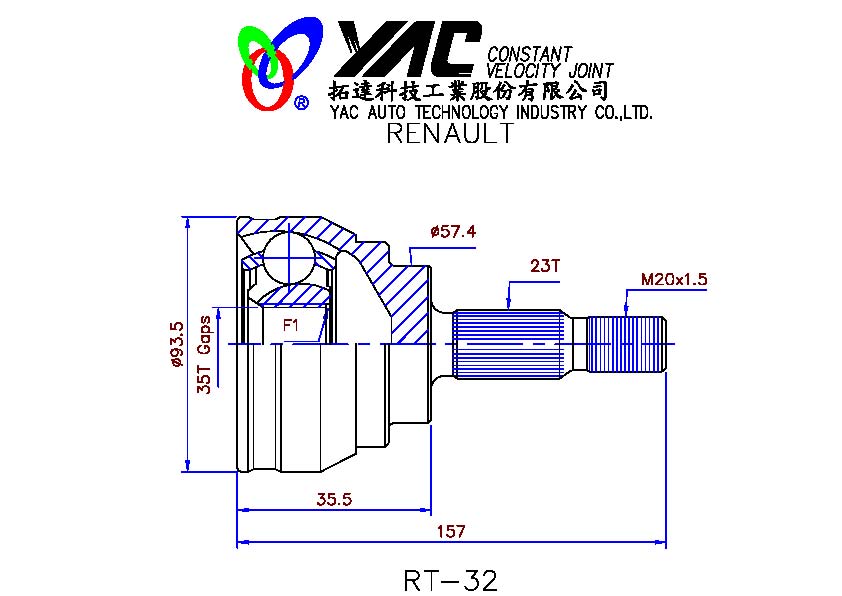 YAC CONSTANT
VELOCITY JOINT
®
拓達科技工業股份有限公司
YAC AUTO TECHNOLOGY INDUSTRY CO.,LTD.
RENAULT
ø57.4
23T
M20x1.5
ø93.5
35T Gaps
F1
35.5
157
RT-32